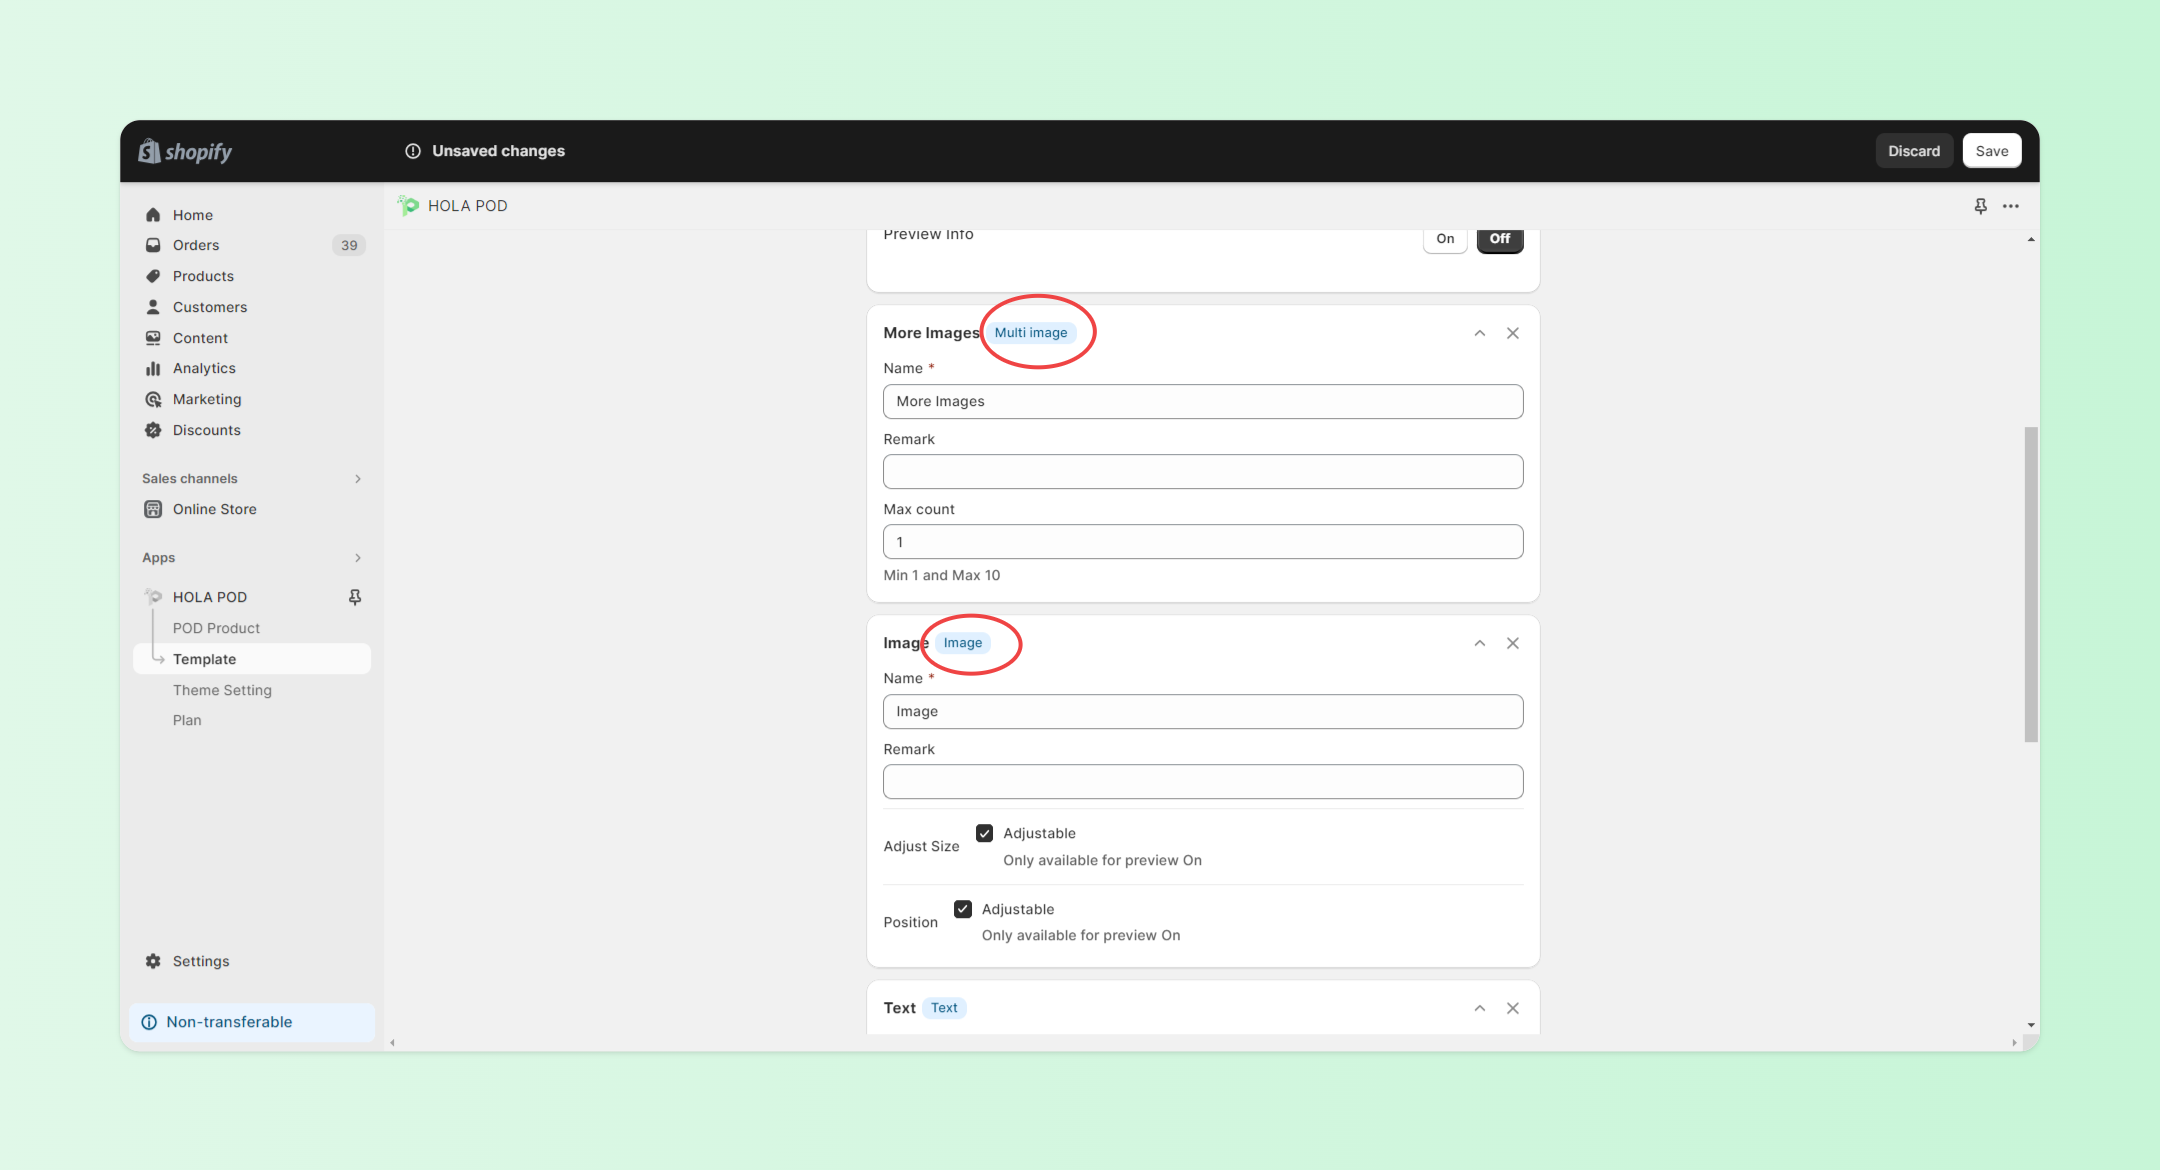 shopify
Unsaved changes
Discard
Save
Home
Orders 39
Products
Customers
Content
Analytics
Marketing
Discounts
Sales channels
Online Store
Apps
HOLA POD
POD Product
Template
Theme Setting
Plan
Settings
Non-transferable
HOLA POD
Preview Info On Off
More Images Multi image
Name *
More Images
Remark
Max count
1
Min 1 and Max 10
Image Image
Name *
Image
Remark
Adjust Size Adjustable
Only available for preview On
Position Adjustable
Only available for preview On
Text Text